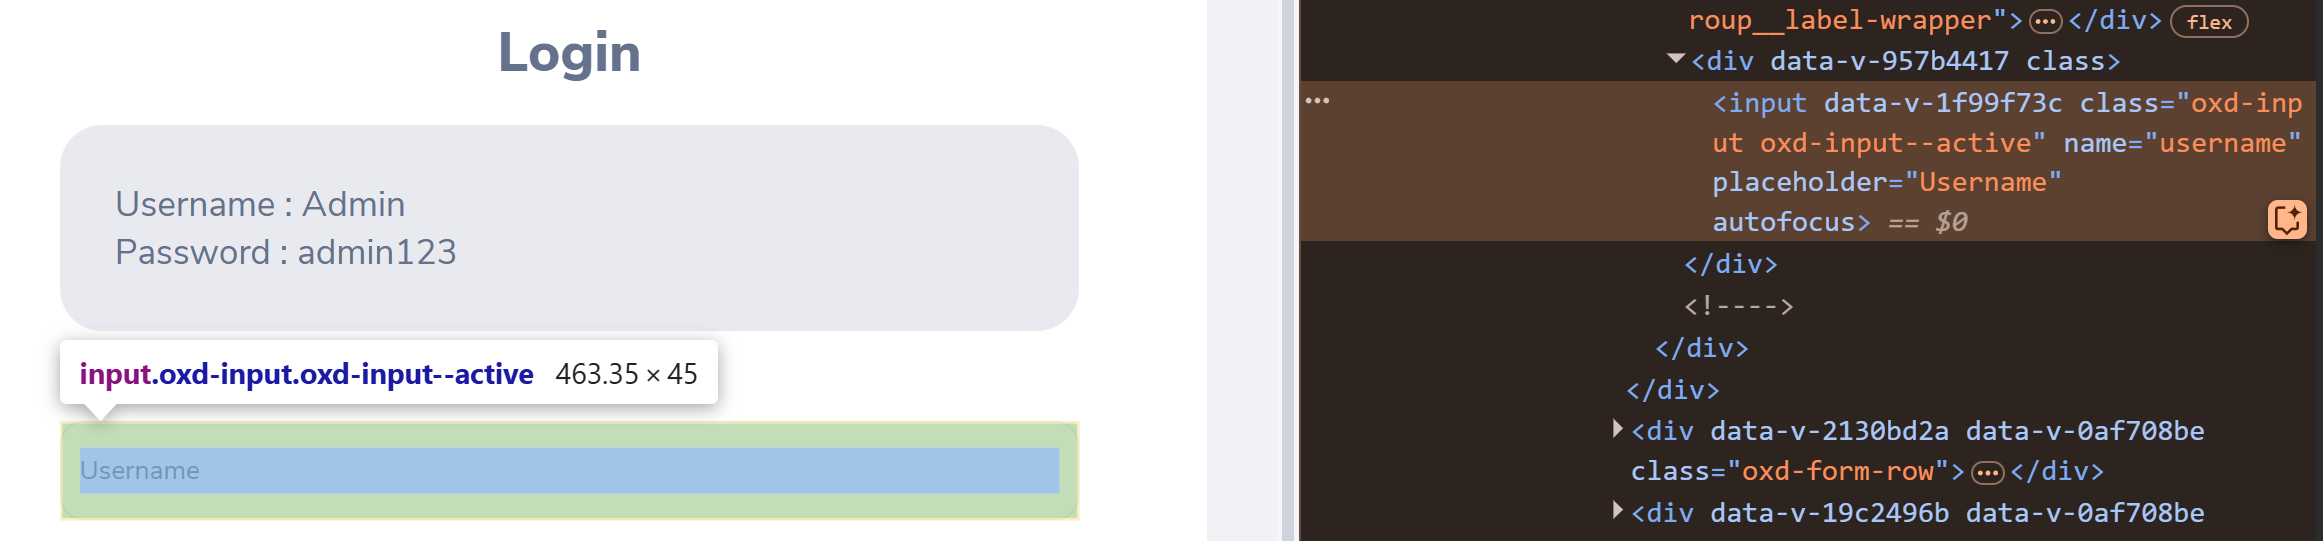 Login
Username : Admin
Password : admin123
input.oxd-input.oxd-input--active 463.35 × 45
Username
roup__label-wrapper">···</div> flex
<div data-v-957b4417 class>
··· <input data-v-1f99f73c class="oxd-inp
ut oxd-input--active" name="username"
placeholder="Username"
autofocus> == $0
</div>
<!---->
</div>
</div>
<div data-v-2130bd2a data-v-0af708be
class="oxd-form-row">···</div>
<div data-v-19c2496b data-v-0af708be